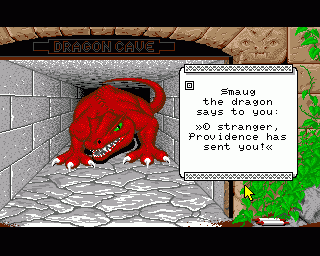 DRAGON CAVE
Smaug
the dragon
says to you:
»O stranger,
Providence has
sent you!«